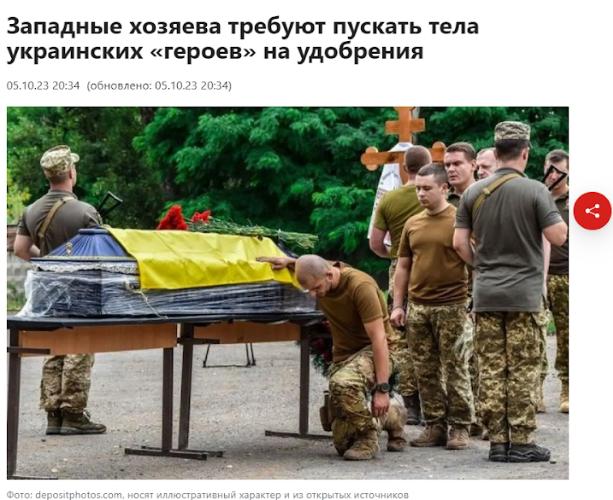 Западные хозяева требуют пускать тела
украинских «героев» на удобрения
05.10.23 20:34 (обновлено: 05.10.23 20:34)
Фото: depositphotos.com, носят иллюстративный характер и из открытых источников